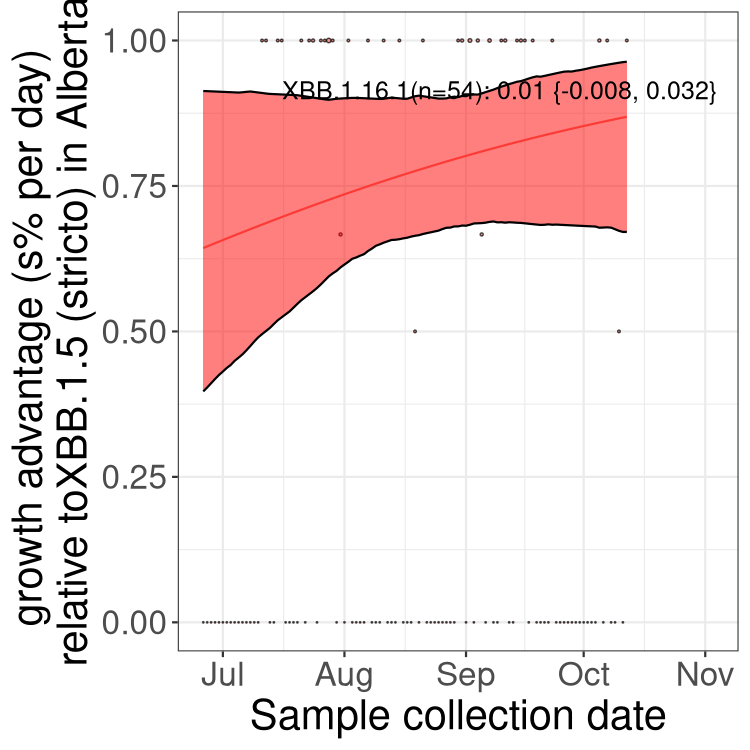 growth advantage (s% per day)
relative toXBB.1.5 (stricto) in Alberta
1.00
0.75
0.50
0.25
0.00
XBB.1.16.1(n=54): 0.01 {-0.008, 0.032}
Jul Aug Sep Oct Nov
Sample collection date